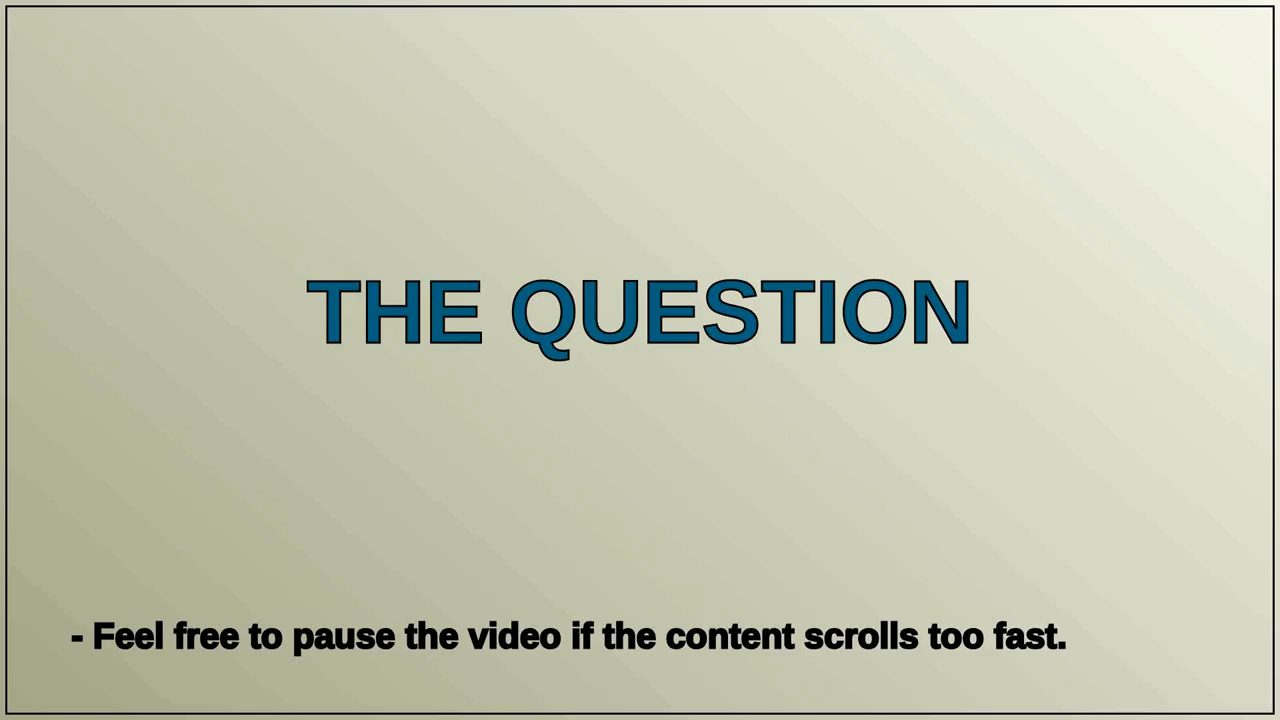 THE QUESTION
- Feel free to pause the video if the content scrolls too fast.